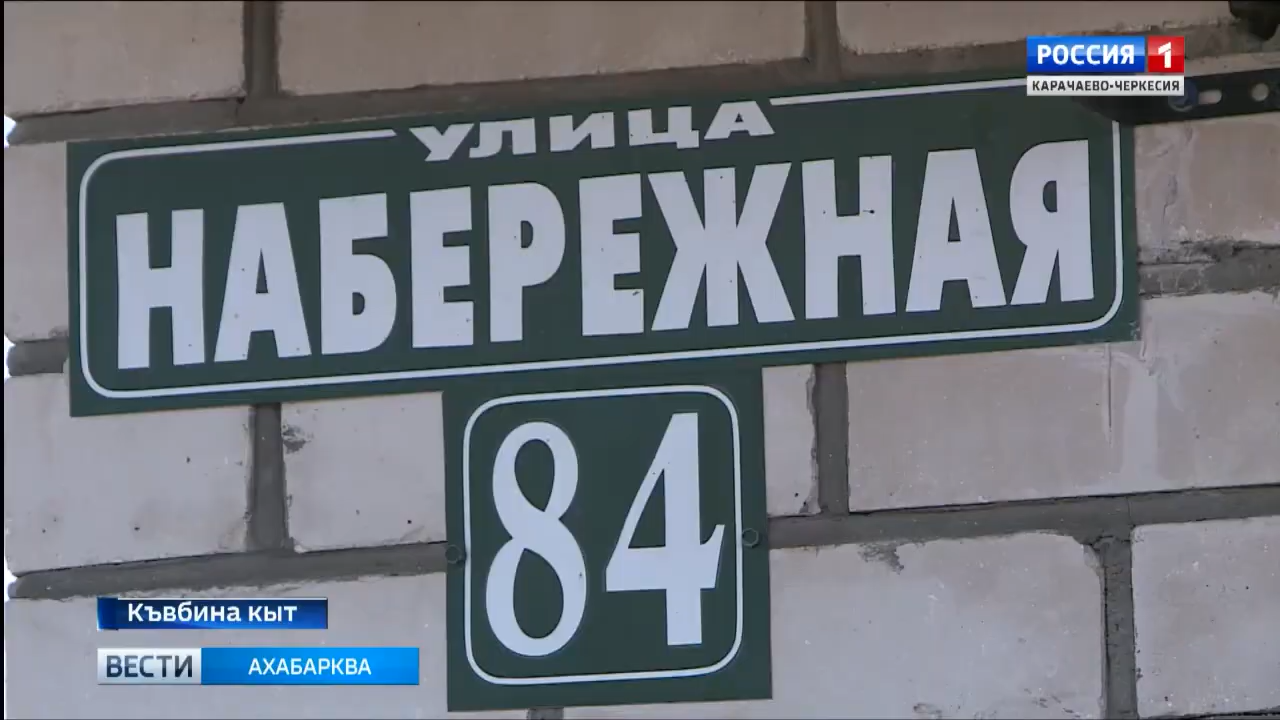 РОССИЯ 1
КАРАЧАЕВО-ЧЕРКЕСИЯ
УЛИЦА
НАБЕРЕЖНАЯ
84
Къвбина кыт
ВЕСТИ АХАБАРКВА